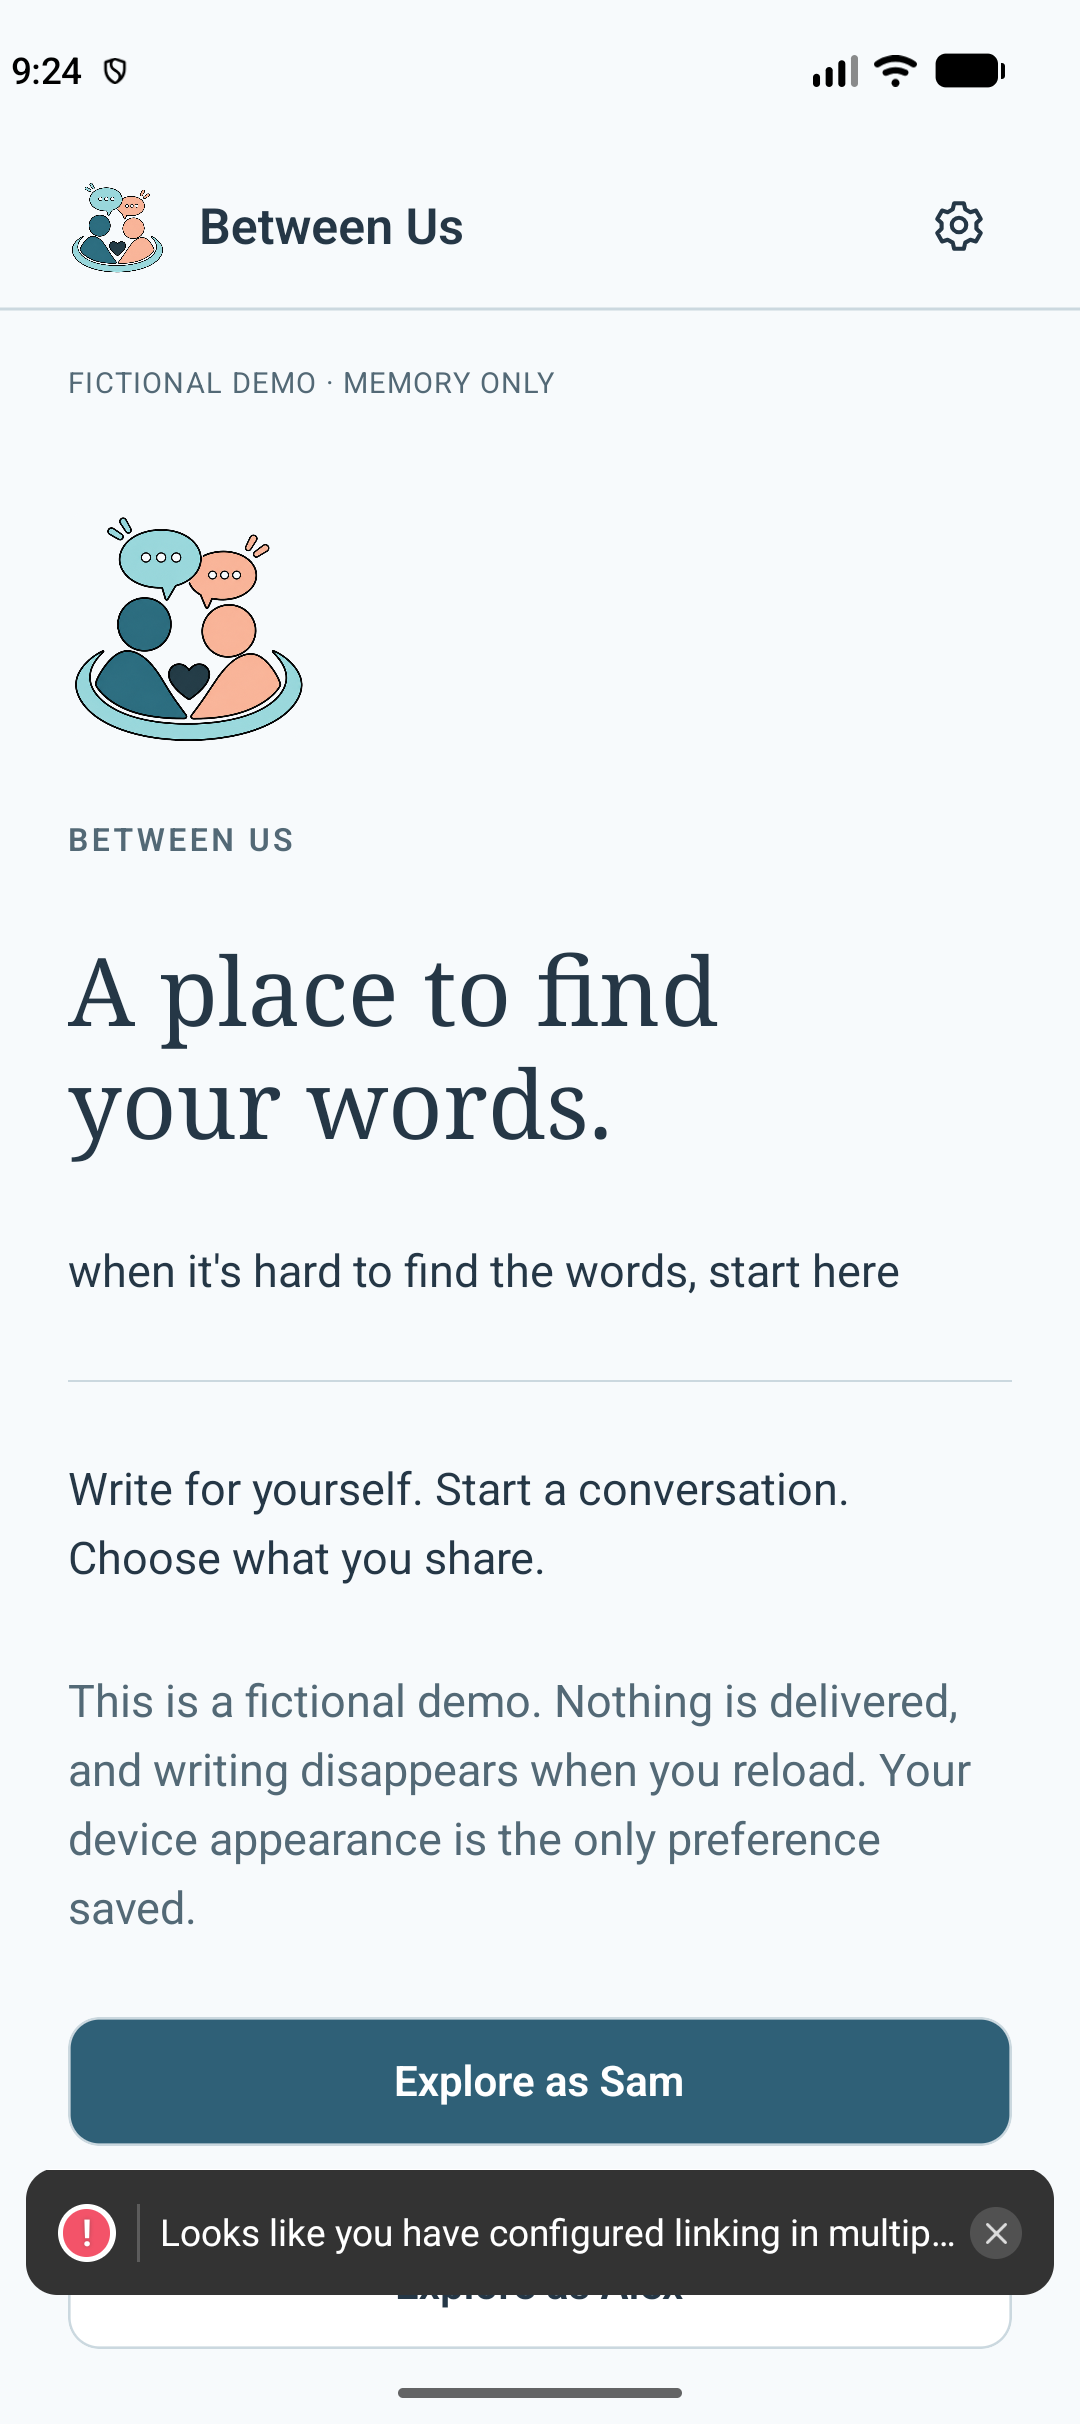 9:24
Between Us
FICTIONAL DEMO · MEMORY ONLY
BETWEEN US
A place to find
your words.
when it's hard to find the words, start here
Write for yourself. Start a conversation.
Choose what you share.
This is a fictional demo. Nothing is delivered,
and writing disappears when you reload. Your
device appearance is the only preference
saved.
Explore as Sam
Looks like you have configured linking in multip...
Explore as Alex